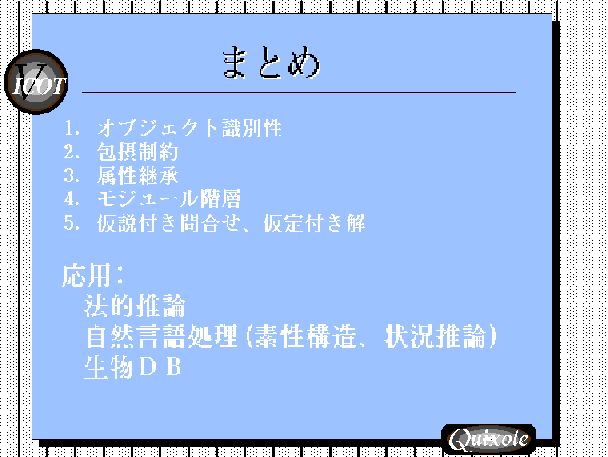 まとめ
V
ICOT
1. オブジェクト識別性
2. 包摂制約
3. 属性継承
4. モジュール階層
5. 仮説付き問合せ、仮定付き解
応用:
法的推論
自然言語処理(素性構造、状況推論)
生物DB
Quixote